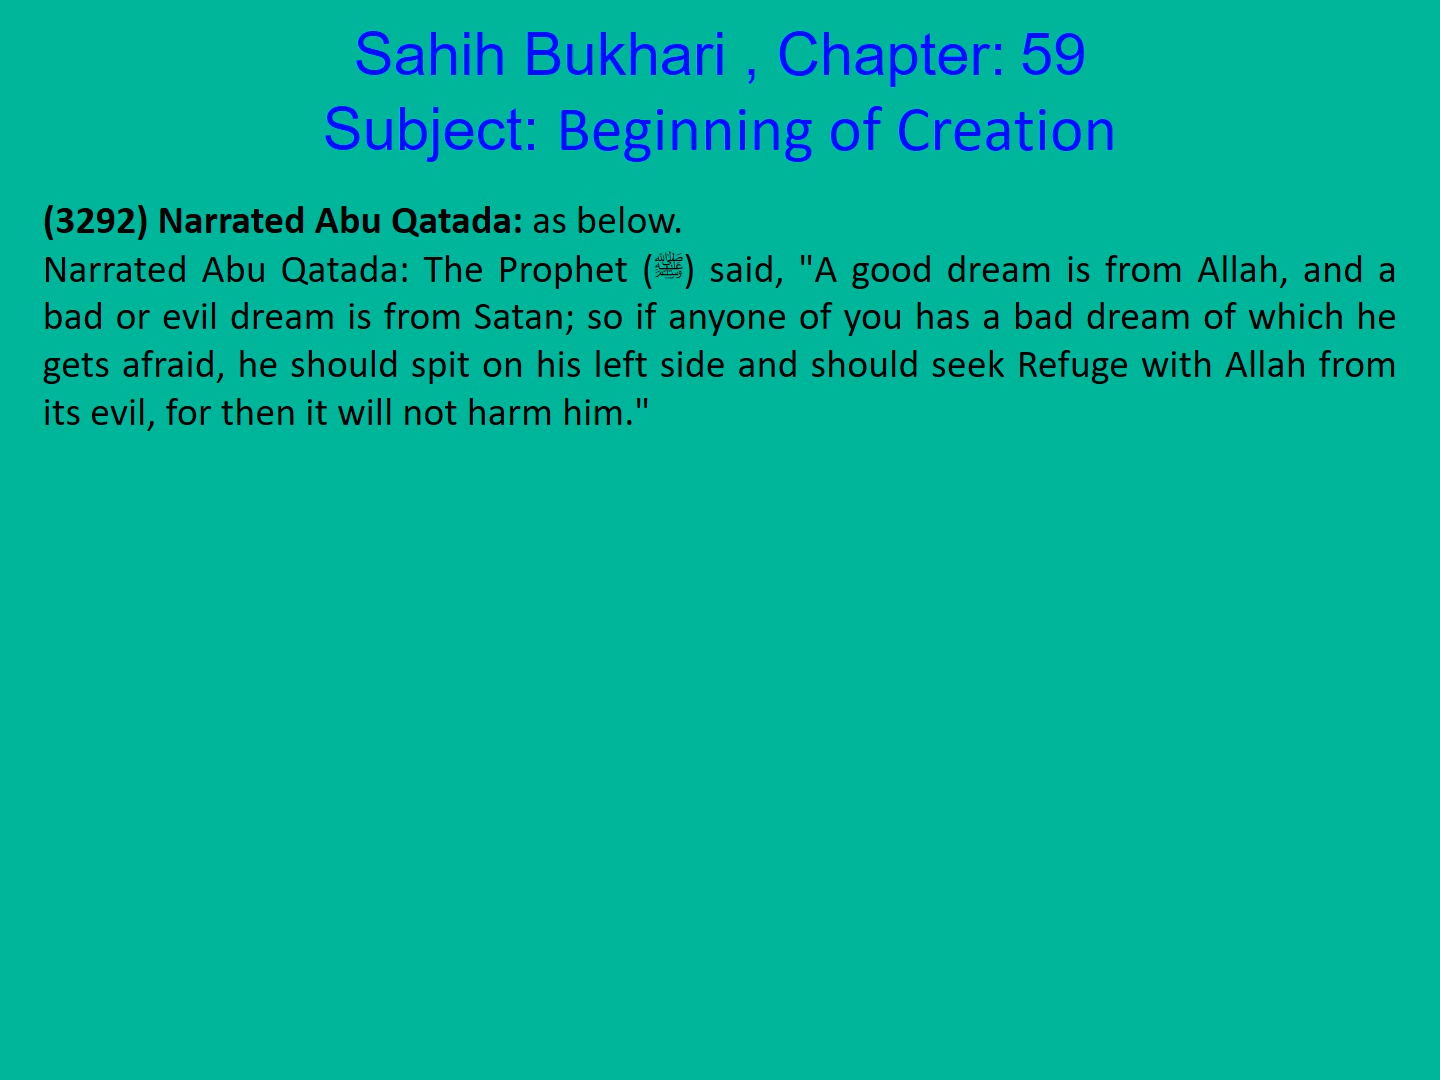 Sahih Bukhari , Chapter: 59
Subject: Beginning of Creation
(3292) Narrated Abu Qatada: as below.
Narrated Abu Qatada: The Prophet (ﷺ) said, "A good dream is from Allah, and a
bad or evil dream is from Satan; so if anyone of you has a bad dream of which he
gets afraid, he should spit on his left side and should seek Refuge with Allah from
its evil, for then it will not harm him."